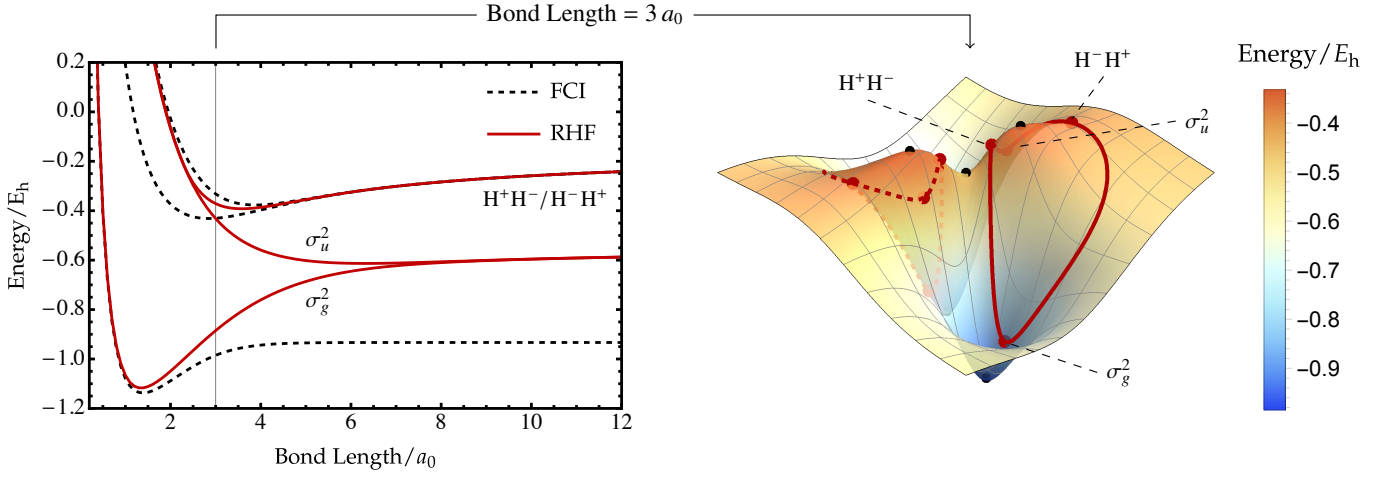 Bond Length = 3 a₀
Energy/Eₕ
0.2
0.0
−0.2
−0.4
−0.6
−0.8
−1.0
−1.2
FCI
RHF
H⁺H⁻/H⁻H⁺
σᵤ²
σ_g²
2
4
6
8
10
12
Bond Length/a₀
H⁺H⁻
H⁻H⁺
σᵤ²
σ_g²
Energy/Eₕ
−0.4
−0.5
−0.6
−0.7
−0.8
−0.9